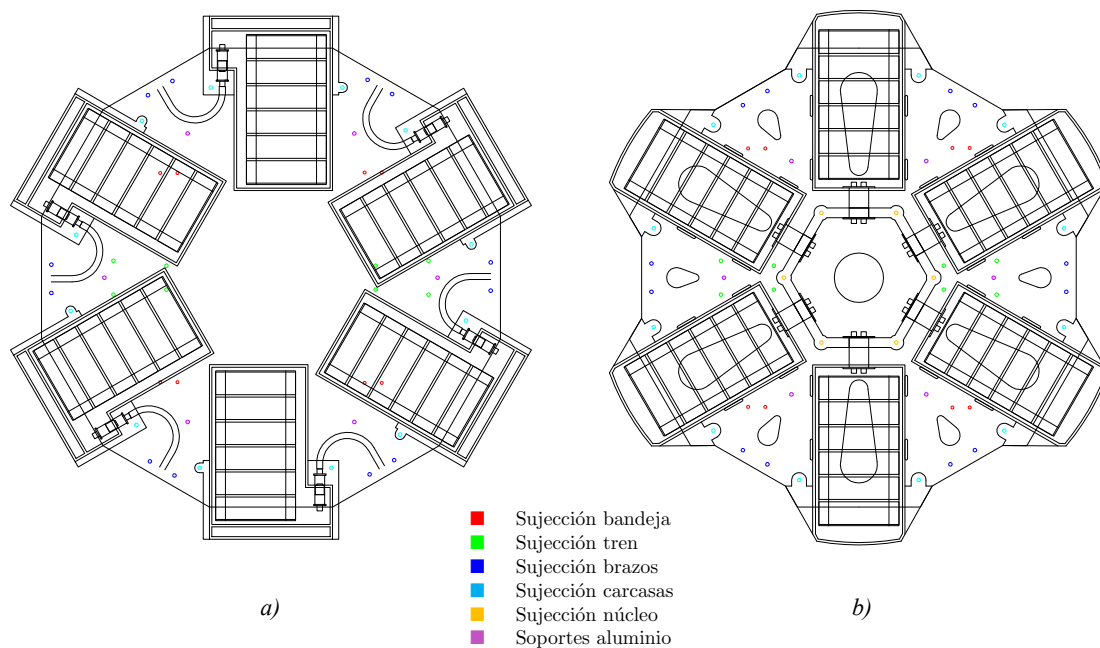 Sujección bandeja
Sujección tren
Sujección brazos
Sujección carcasas
Sujección núcleo
Soportes aluminio
a)
b)